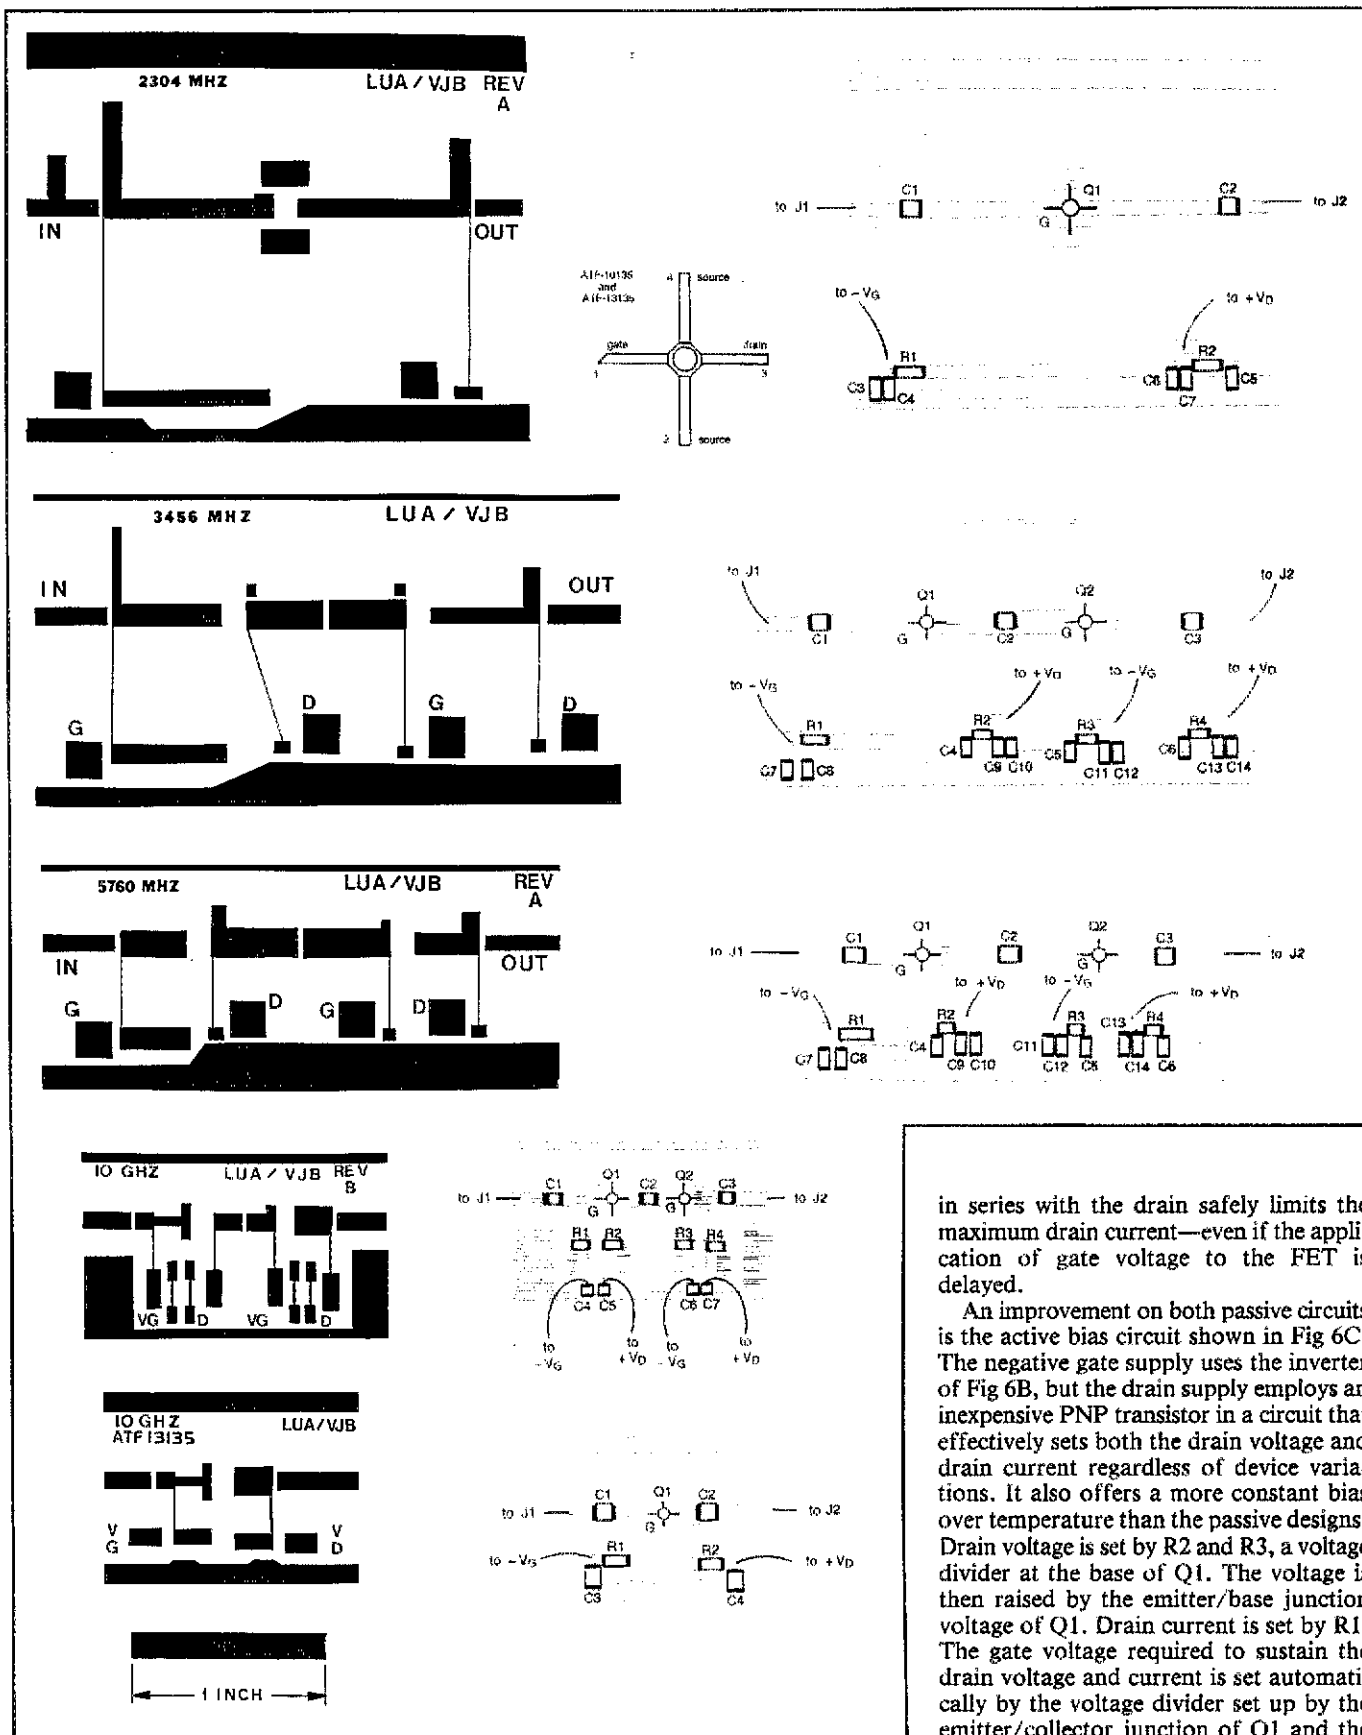 2304 MHZ LUA/VJB REV
A
IN OUT
C1 Q1 C2
to J1 G to J2
ATF-10135
and
ATF-13135
4 source
gate drain
1 3
2 source
to -VG to +VD
R1 R2
C3 C4 C6 C7 C5
3456 MHZ LUA / VJB
IN OUT
G D G D
to J1 Q1 Q2 to J2
C1 G C2 G C3
to -VG to +VD to -VG to +VD
R1 R2 R3 R4
C7 C8 C4 C9 C10 C5 C11 C12 C6 C13 C14
5760 MHZ LUA/VJB REV
A
IN OUT
G D G D
to J1 C1 Q1 C2 Q2 C3 to J2
G G
to -VG to +VD to -VG to +VD
R1 R2 R3 C13 R4
C7 C8 C4 C9 C10 C11 C12 C5 C14 C6
10 GHZ LUA / VJB REV
B
VG D VG D
to J1 C1 Q1 C2 Q2 C3 to J2
G G
R1 R2 R3 R4
C4 C5 C6 C7
to -VG to +VD to -VG to +VD
10 GHZ LUA/VJB
ATF13135
VG VD
to J1 C1 Q1 C2 to J2
G
to -VG R1 R2 to +VD
C3 C4
1 INCH
in series with the drain safely limits the
maximum drain current—even if the appli
cation of gate voltage to the FET is
delayed.
An improvement on both passive circuits
is the active bias circuit shown in Fig 6C
The negative gate supply uses the inverter
of Fig 6B, but the drain supply employs an
inexpensive PNP transistor in a circuit that
effectively sets both the drain voltage and
drain current regardless of device varia
tions. It also offers a more constant bias
over temperature than the passive designs
Drain voltage is set by R2 and R3, a voltage
divider at the base of Q1. The voltage is
then raised by the emitter/base junction
voltage of Q1. Drain current is set by R1
The gate voltage required to sustain the
drain voltage and current is set automati
cally by the voltage divider set up by the
emitter/collector junction of Q1 and the